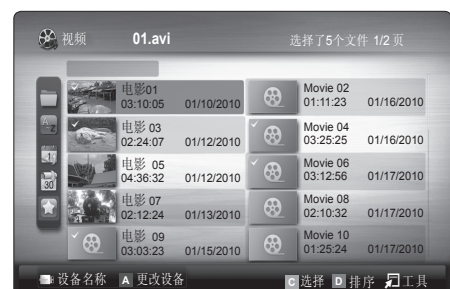 视频 01.avi 选择了5个文件 1/2 页
电影01
03:10:05 01/10/2010
Movie 02
01:11:23 01/16/2010
电影 03
02:24:07 01/12/2010
Movie 04
03:25:25 01/16/2010
电影 05
04:36:32 01/12/2010
Movie 06
03:12:56 01/17/2010
电影 07
02:12:24 01/13/2010
Movie 08
02:10:32 01/17/2010
电影 09
03:03:23 01/15/2010
Movie 10
01:25:24 01/17/2010
A Z
1
30
设备名称 A 更改设备 C 选择 D 排序 工具